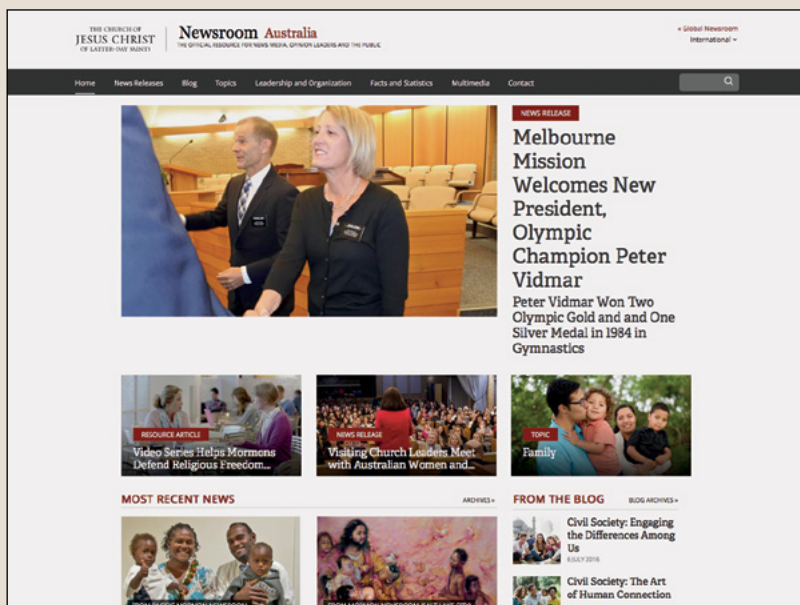 THE CHURCH OF
JESUS CHRIST
OF LATTER-DAY SAINTS
Newsroom Australia
THE OFFICIAL RESOURCE FOR NEWS MEDIA, OPINION LEADERS AND THE PUBLIC
« Global Newsroom
International
Home News Releases Blog Topics Leadership and Organization Facts and Statistics Multimedia Contact
NEWS RELEASE
Melbourne
Mission
Welcomes New
President,
Olympic
Champion Peter
Vidmar
Peter Vidmar Won Two
Olympic Gold and and One
Silver Medal in 1984 in
Gymnastics
RESOURCE ARTICLE
Video Series Helps Mormons
Defend Religious Freedom...
NEWS RELEASE
Visiting Church Leaders Meet
with Australian Women and...
TOPIC
Family
MOST RECENT NEWS
ARCHIVES »
FROM THE BLOG
BLOG ARCHIVES »
Civil Society: Engaging
the Differences Among
Us
6 JULY 2016
Civil Society: The Art
of Human Connection